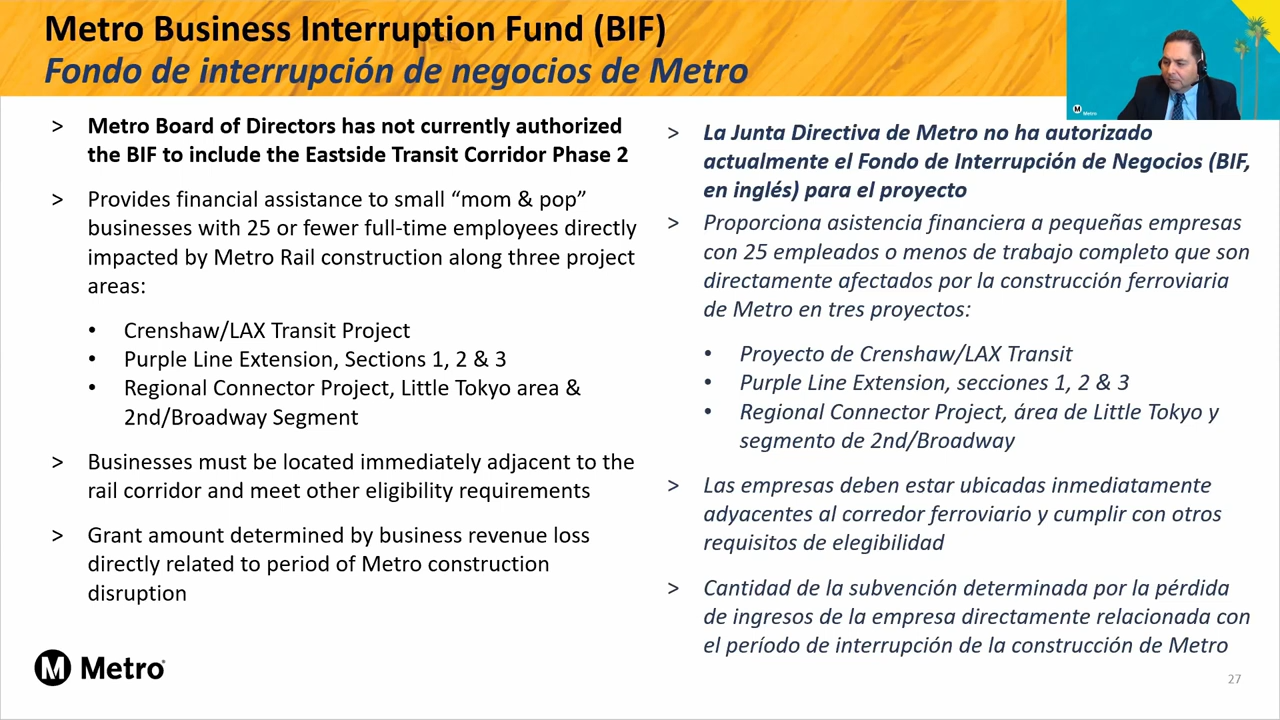 Metro Business Interruption Fund (BIF)
Fondo de interrupción de negocios de Metro
> Metro Board of Directors has not currently authorized
the BIF to include the Eastside Transit Corridor Phase 2
> Provides financial assistance to small “mom & pop”
businesses with 25 or fewer full-time employees directly
impacted by Metro Rail construction along three project
areas:
• Crenshaw/LAX Transit Project
• Purple Line Extension, Sections 1, 2 & 3
• Regional Connector Project, Little Tokyo area &
2nd/Broadway Segment
> Businesses must be located immediately adjacent to the
rail corridor and meet other eligibility requirements
> Grant amount determined by business revenue loss
directly related to period of Metro construction
disruption
> La Junta Directiva de Metro no ha autorizado
actualmente el Fondo de Interrupción de Negocios (BIF,
en inglés) para el proyecto
> Proporciona asistencia financiera a pequeñas empresas
con 25 empleados o menos de trabajo completo que son
directamente afectados por la construcción ferroviaria
de Metro en tres proyectos:
• Proyecto de Crenshaw/LAX Transit
• Purple Line Extension, secciones 1, 2 & 3
• Regional Connector Project, área de Little Tokyo y
segmento de 2nd/Broadway
> Las empresas deben estar ubicadas inmediatamente
adyacentes al corredor ferroviario y cumplir con otros
requisitos de elegibilidad
> Cantidad de la subvención determinada por la pérdida
de ingresos de la empresa directamente relacionada con
el período de interrupción de la construcción de Metro
M Metro
27
M
Metro